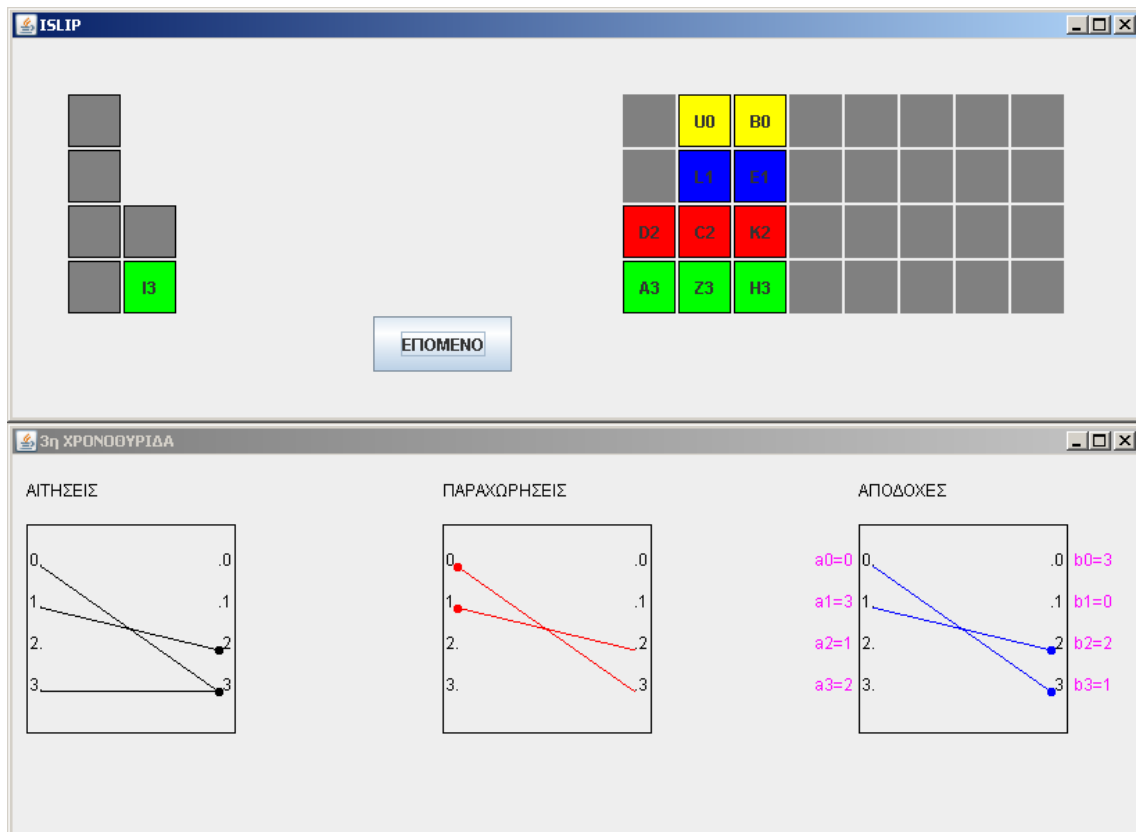 ISLIP
U0 B0
L1 E1
D2 C2 K2
I3 A3 Z3 H3
ΕΠΟΜΕΝΟ
3η ΧΡΟΝΟΘΥΡΙΔΑ
ΑΙΤΗΣΕΙΣ ΠΑΡΑΧΩΡΗΣΕΙΣ ΑΠΟΔΟΧΕΣ
0. .0 0. .0 a0=0 0. .0 b0=3
1. .1 1. .1 a1=3 1. .1 b1=0
2. .2 2. .2 a2=1 2. .2 b2=2
3. .3 3. .3 a3=2 3. .3 b3=1